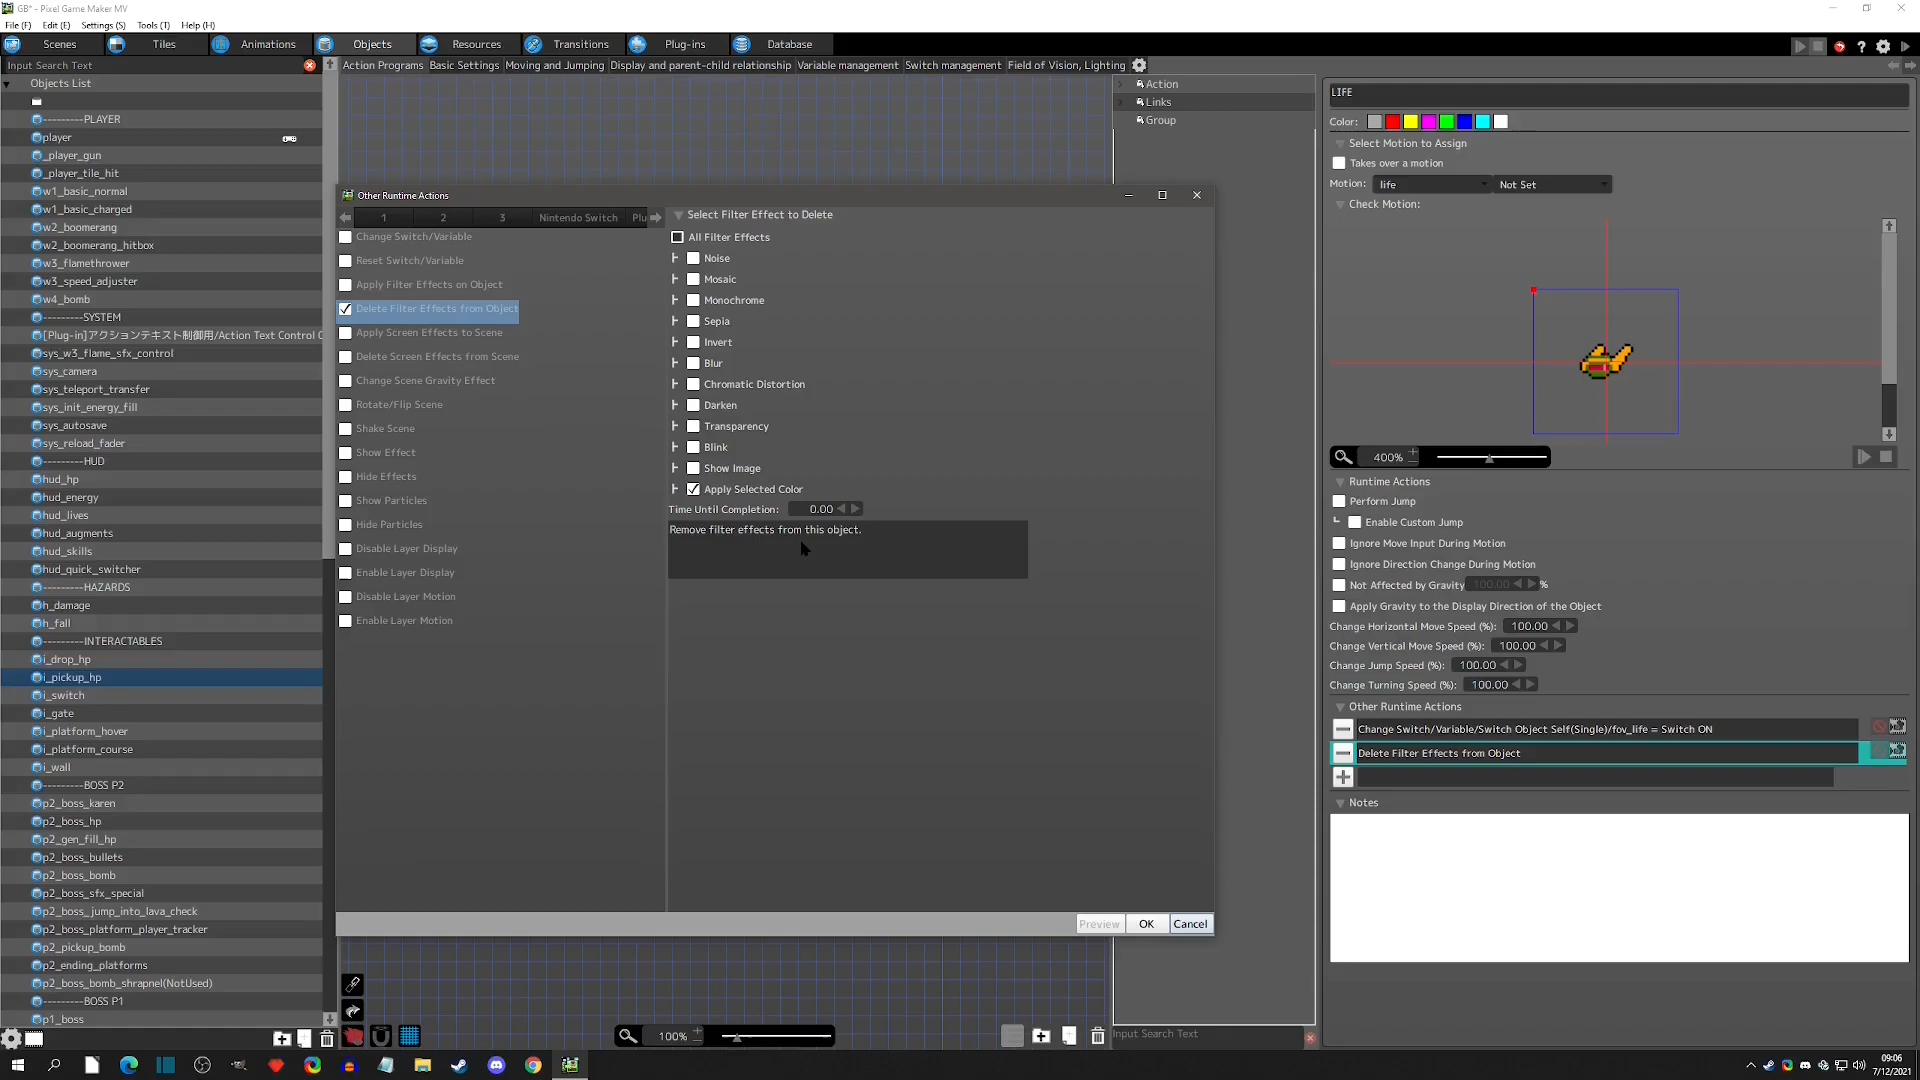 GB* - Pixel Game Maker MV
File (F) Edit (E) Settings (S) Tools (T) Help (H)
Scenes Tiles Animations Objects Resources Transitions Plug-ins Database
Input Search Text
Action Programs Basic Settings Moving and Jumping Display and parent-child relationship Variable management Switch management Field of Vision, Lighting
Objects List
---------PLAYER
player
_player_gun
_player_tile_hit
w1_basic_normal
w1_basic_charged
w2_boomerang
w2_boomerang_hitbox
w3_flamethrower
w3_speed_adjuster
w4_bomb
---------SYSTEM
[Plug-in]アクションテキスト制御用/Action Text Control
sys_w3_flame_sfx_control
sys_camera
sys_teleport_transfer
sys_init_energy_fill
sys_autosave
sys_reload_fader
---------HUD
hud_hp
hud_energy
hud_lives
hud_augments
hud_skills
hud_quick_switcher
---------HAZARDS
h_damage
h_fall
---------INTERACTABLES
i_drop_hp
i_pickup_hp
i_switch
i_gate
i_platform_hover
i_platform_course
i_wall
---------BOSS P2
p2_boss_karen
p2_boss_hp
p2_gen_fill_hp
p2_boss_bullets
p2_boss_bomb
p2_boss_sfx_special
p2_boss_jump_into_lava_check
p2_boss_platform_player_tracker
p2_pickup_bomb
p2_ending_platforms
p2_boss_bomb_shrapnel(NotUsed)
---------BOSS P1
p1_boss
Other Runtime Actions
1 2 3 Nintendo Switch Plu
Change Switch/Variable
Reset Switch/Variable
Apply Filter Effects on Object
Delete Filter Effects from Object
Apply Screen Effects to Scene
Delete Screen Effects from Scene
Change Scene Gravity Effect
Rotate/Flip Scene
Shake Scene
Show Effect
Hide Effects
Show Particles
Hide Particles
Disable Layer Display
Enable Layer Display
Disable Layer Motion
Enable Layer Motion
Select Filter Effect to Delete
All Filter Effects
Noise
Mosaic
Monochrome
Sepia
Invert
Blur
Chromatic Distortion
Darken
Transparency
Blink
Show Image
Apply Selected Color
Time Until Completion: 0.00
Remove filter effects from this object.
Preview OK Cancel
100%
Action
Links
Group
Input Search Text
LIFE
Color:
Select Motion to Assign
Takes over a motion
Motion: life Not Set
Check Motion:
400%
Runtime Actions
Perform Jump
Enable Custom Jump
Ignore Move Input During Motion
Ignore Direction Change During Motion
Not Affected by Gravity 100.00 %
Apply Gravity to the Display Direction of the Object
Change Horizontal Move Speed (%): 100.00
Change Vertical Move Speed (%): 100.00
Change Jump Speed (%): 100.00
Change Turning Speed (%): 100.00
Other Runtime Actions
Change Switch/Variable/Switch Object Self(Single)/fov_life = Switch ON
Delete Filter Effects from Object
Notes
09:06
7/12/2021